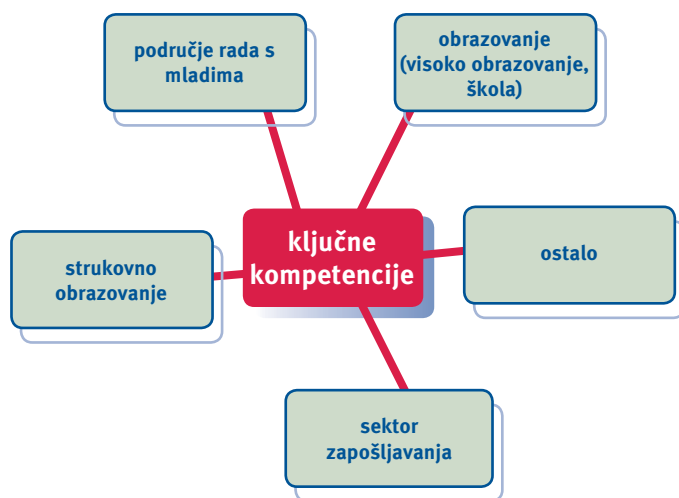 područje rada s
mladima
obrazovanje
(visoko obrazovanje,
škola)
ključne
kompetencije
strukovno
obrazovanje
ostalo
sektor
zapošljavanja